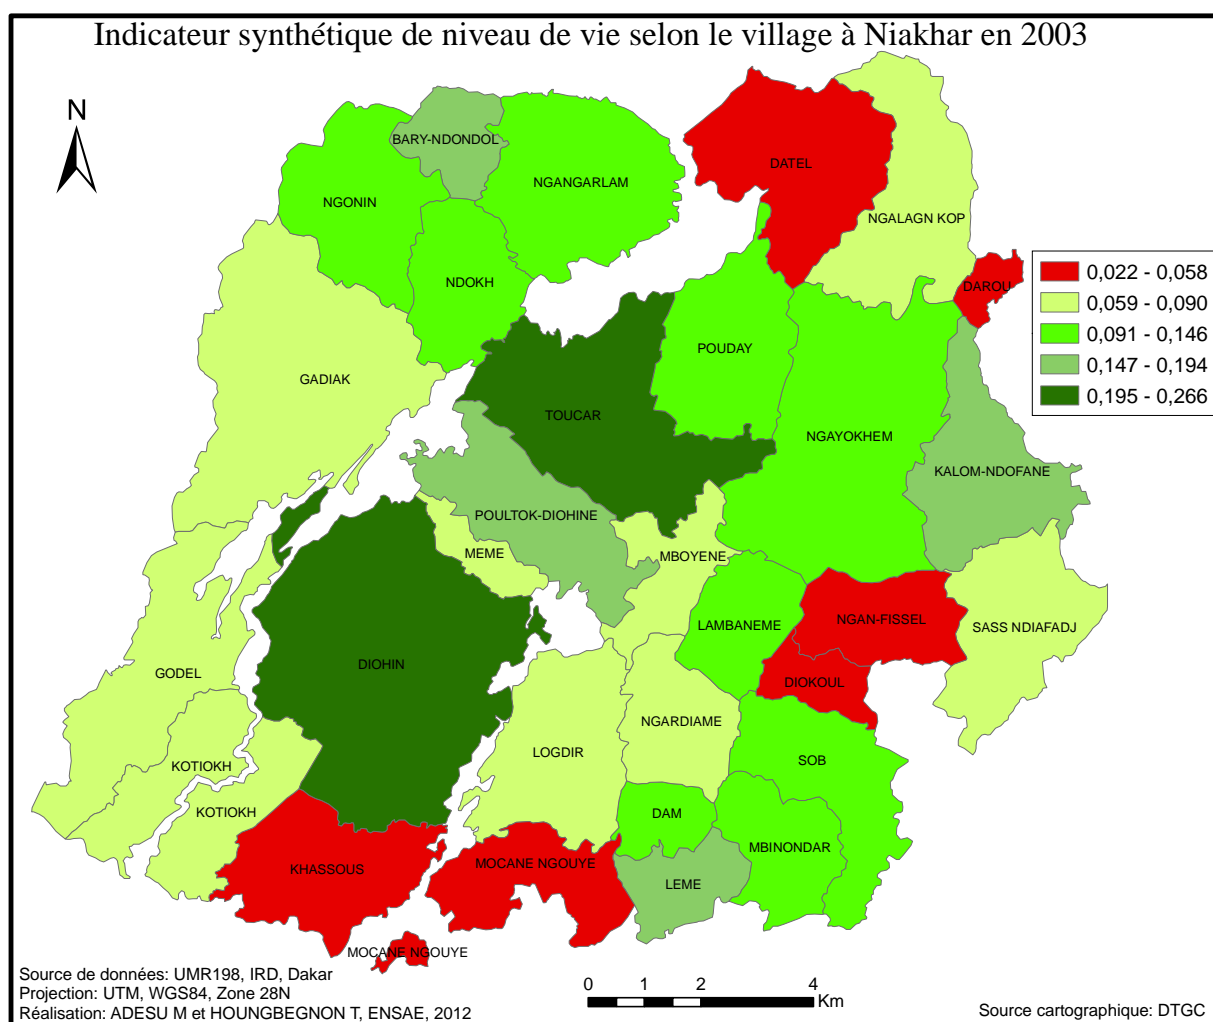 Indicateur synthétique de niveau de vie selon le village à Niakhar en 2003
N
BARY-NDONDOL
DATEL
NGANGARLAM
NGONIN
NGALAGN KOP
NDOKH
DAROU
0,022 - 0,058
0,059 - 0,090
0,091 - 0,146
0,147 - 0,194
0,195 - 0,266
POUDAY
GADIAK
TOUCAR
NGAYOKHEM
KALOM-NDOFANE
POULTOK-DIOHINE
MEME
MBOYENE
LAMBANEME
NGAN-FISSEL
SASS NDIAFADJ
DIOHIN
GODEL
DIOKOUL
NGARDIAME
LOGDIR
SOB
KOTIOKH
KOTIOKH
DAM
MBINONDAR
KHASSOUS
MOCANE NGOUYE
LEME
MOCANE NGOUYE
Source de données: UMR198, IRD, Dakar
Projection: UTM, WGS84, Zone 28N
Réalisation: ADESU M et HOUNGBEGNON T, ENSAE, 2012
0 1 2 4
Km
Source cartographique: DTGC